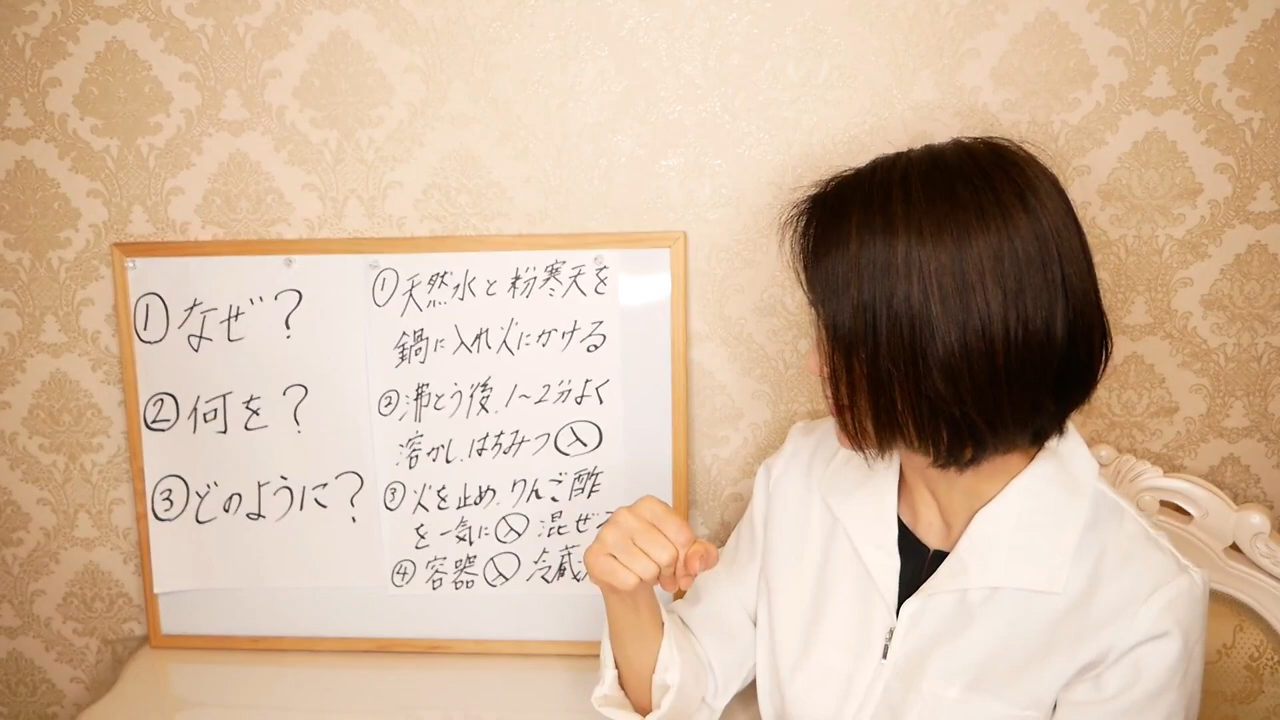 ①なぜ?
②何を?
③どのように?
①天然水と粉寒天を
鍋に入れ火にかける
②沸とう後、1~2分よく
溶かし、はちみつ入
③火を止め、りんご酢
を一気に入 混ぜ
④容器入 冷蔵